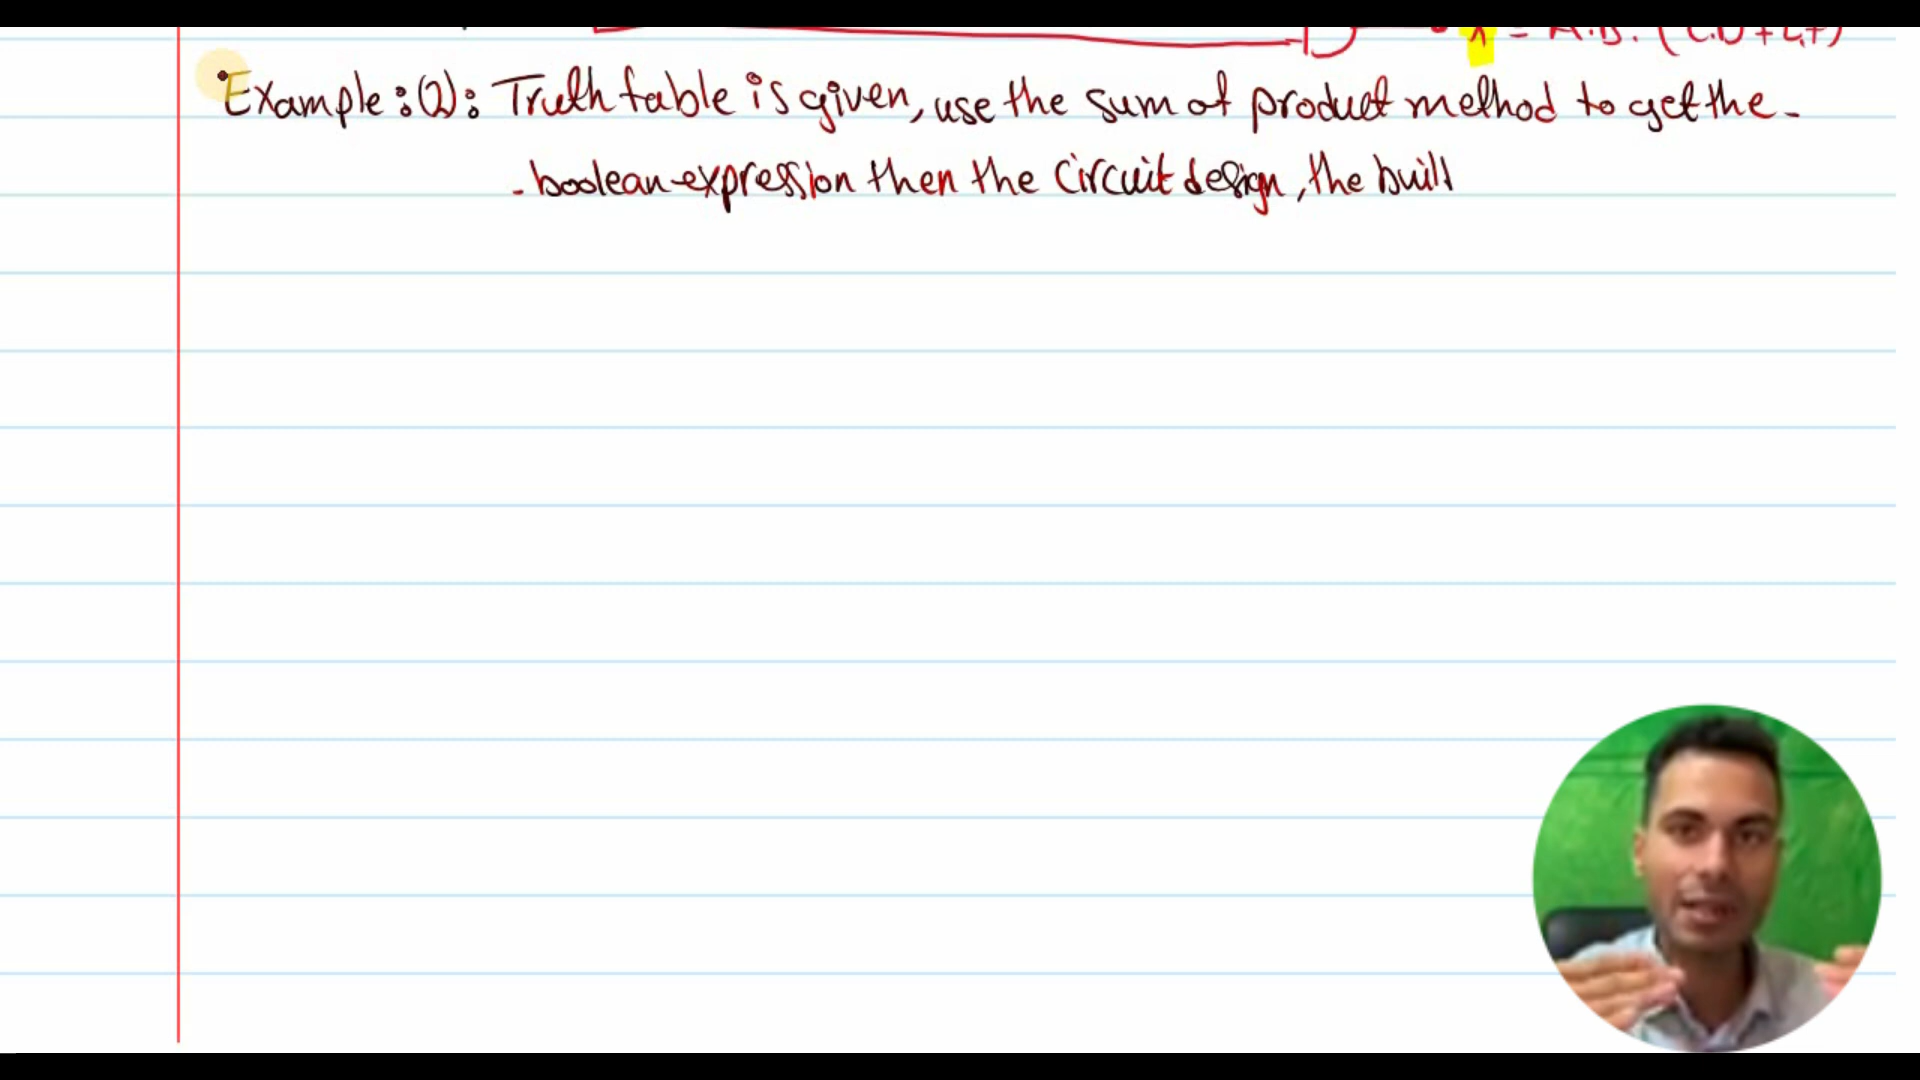 = A.B. (C.D +
Example:(2): Truth table is given, use the sum of product method to get the -
- boolean expression then the circuit design, the built